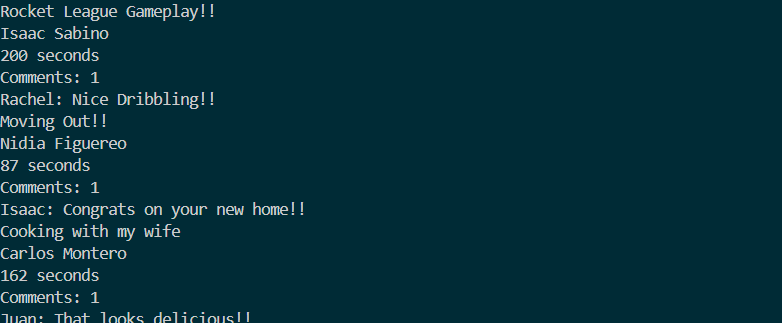 Rocket League Gameplay!!
Isaac Sabino
200 seconds
Comments: 1
Rachel: Nice Dribbling!!
Moving Out!!
Nidia Figuereo
87 seconds
Comments: 1
Isaac: Congrats on your new home!!
Cooking with my wife
Carlos Montero
162 seconds
Comments: 1
Juan: That looks delicious!!